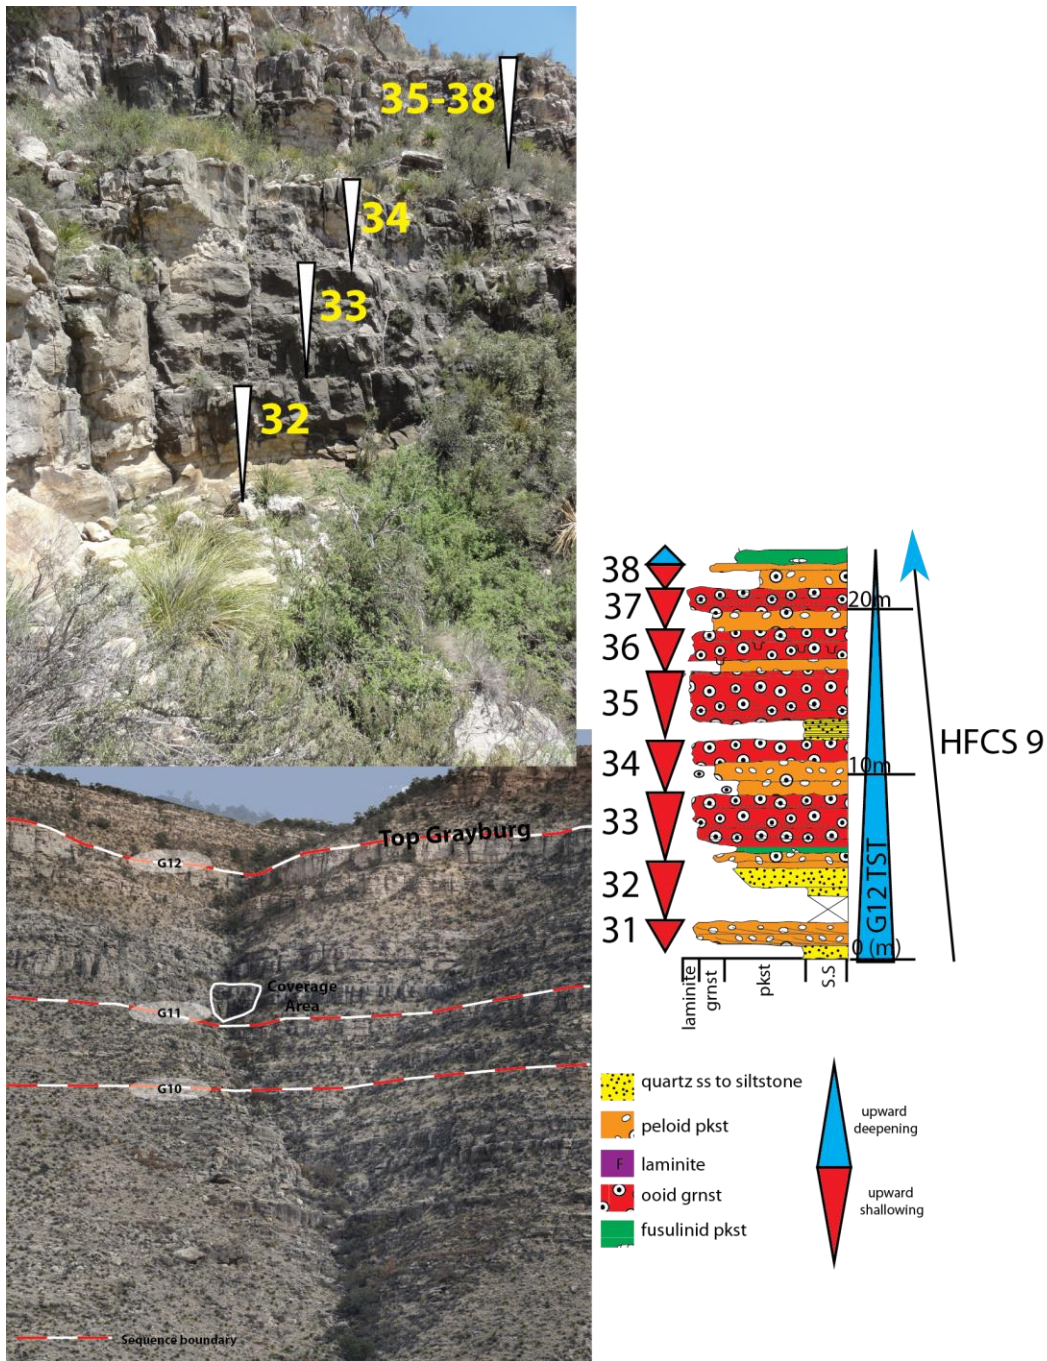 35-38
34
33
32
Top Grayburg
G12
Coverage
Area
G11
G10
Sequence boundary
38
37
36
35
34
33
32
31
20m
10m
0 (m)
G12 TST
HFCS 9
laminite
grnst
pkst
S.S
quartz ss to siltstone
peloid pkst
F
laminite
ooid grnst
fusulinid pkst
upward
deepening
upward
shallowing